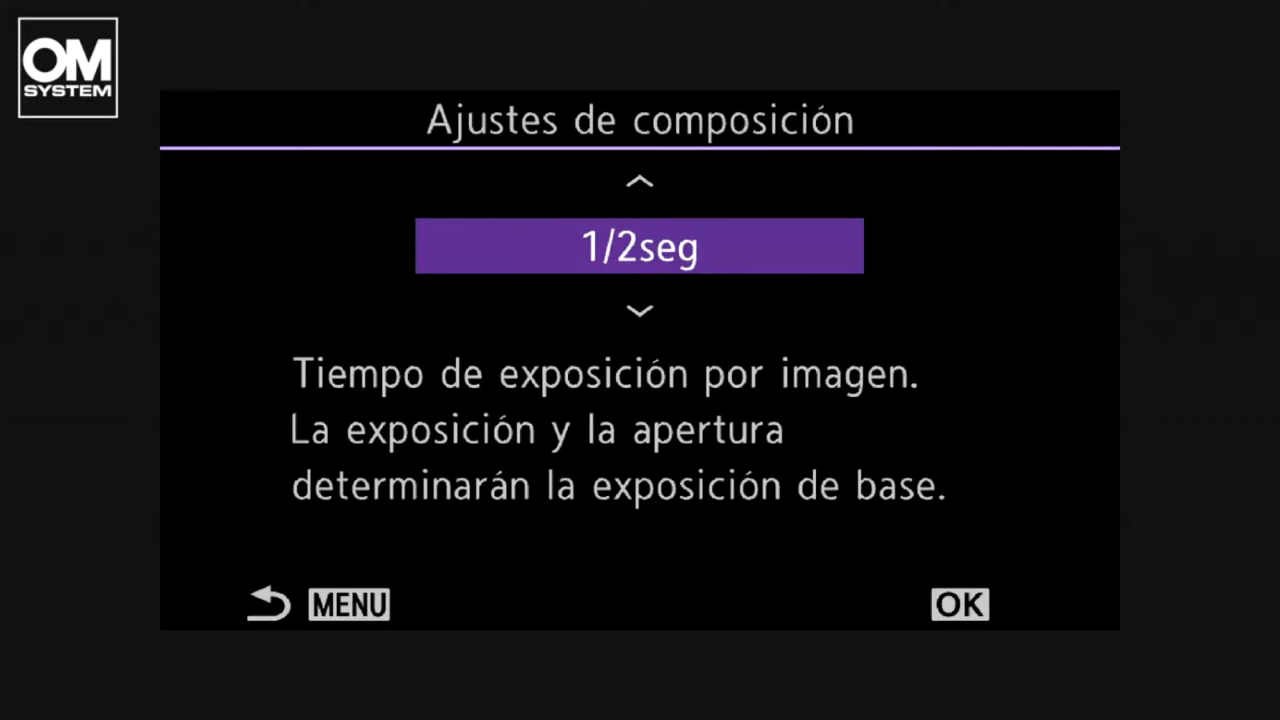 OM
SYSTEM
Ajustes de composición
1/2seg
Tiempo de exposición por imagen.
La exposición y la apertura
determinarán la exposición de base.
MENU
OK